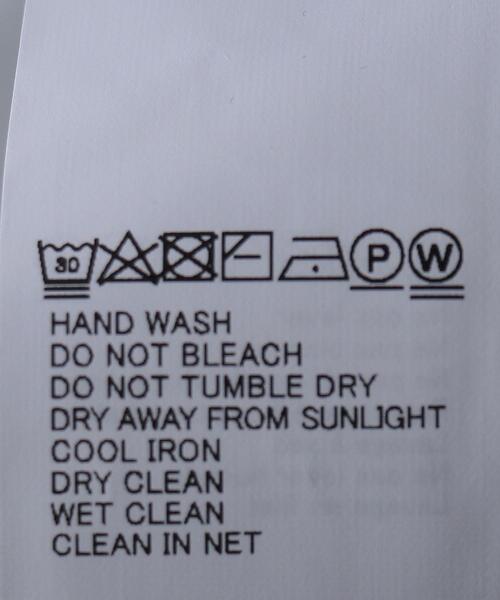 30 P W
HAND WASH
DO NOT BLEACH
DO NOT TUMBLE DRY
DRY AWAY FROM SUNLIGHT
COOL IRON
DRY CLEAN
WET CLEAN
CLEAN IN NET